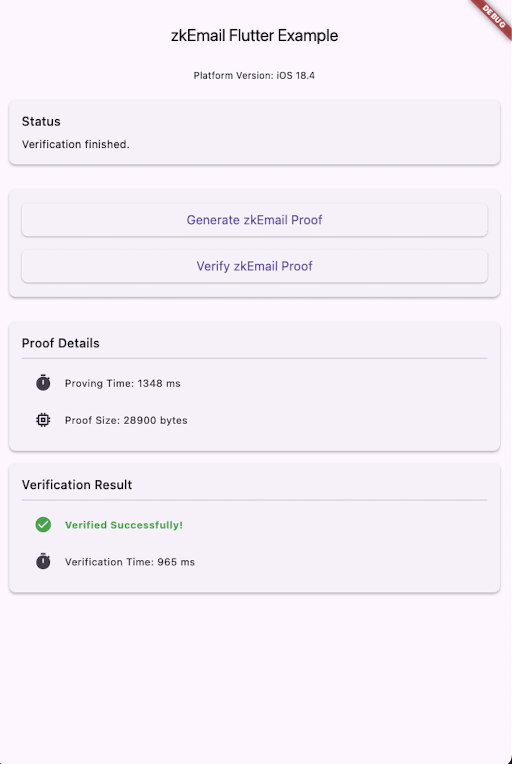 DEBUG
zkEmail Flutter Example
Platform Version: iOS 18.4
Status
Verification finished.
Generate zkEmail Proof
Verify zkEmail Proof
Proof Details
Proving Time: 1348 ms
Proof Size: 28900 bytes
Verification Result
Verified Successfully!
Verification Time: 965 ms